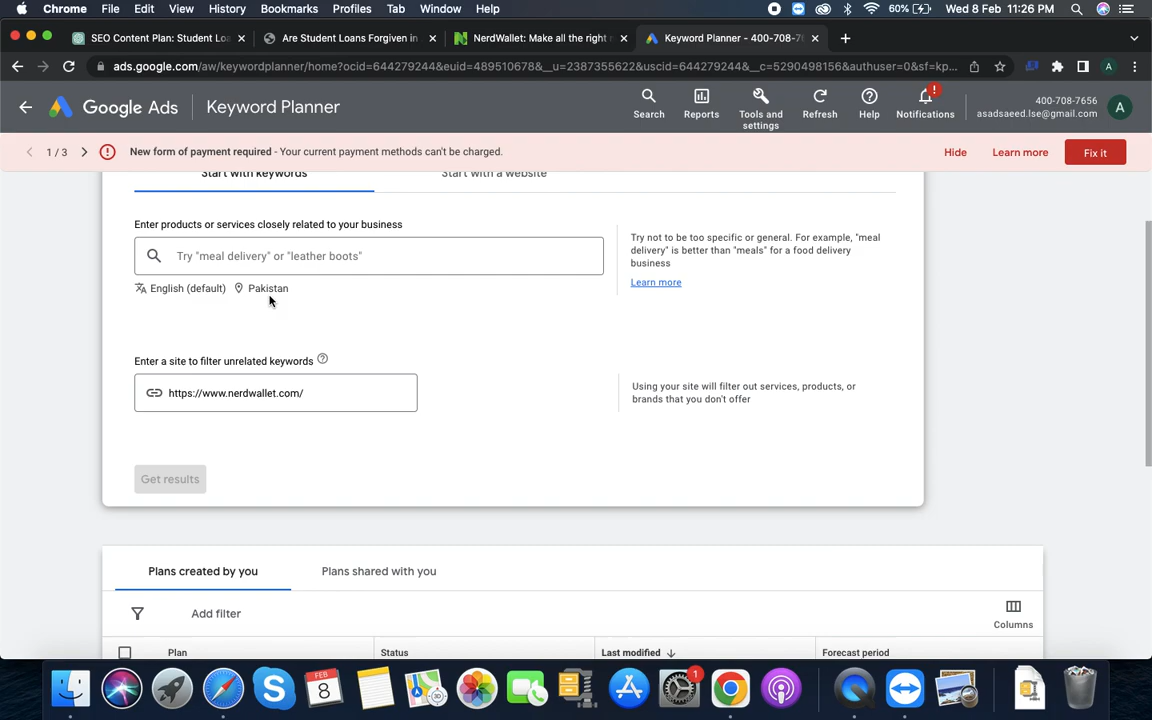 Chrome File Edit View History Bookmarks Profiles Tab Window Help 60% Wed 8 Feb 11:26 PM
SEO Content Plan: Student Loa Are Student Loans Forgiven in NerdWallet: Make all the right Keyword Planner - 400-708-7
ads.google.com/aw/keywordplanner/home?ocid=644279244&euid=489510678&__u=2387355622&uscid=644279244&__c=5290498156&authuser=0&sf=kp... A
Google Ads Keyword Planner
Search Reports Tools and settings Refresh Help Notifications
400-708-7656
asadsaeed.lse@gmail.com A
1 / 3 New form of payment required - Your current payment methods can't be charged. Hide Learn more Fix it
Start with keywords Start with a website
Enter products or services closely related to your business
Try "meal delivery" or "leather boots"
English (default) Pakistan
Try not to be too specific or general. For example, "meal
delivery" is better than "meals" for a food delivery
business
Learn more
Enter a site to filter unrelated keywords
https://www.nerdwallet.com/
Using your site will filter out services, products, or
brands that you don't offer
Get results
Plans created by you Plans shared with you
Add filter
Columns
Plan Status Last modified Forecast period
FEB
8
1